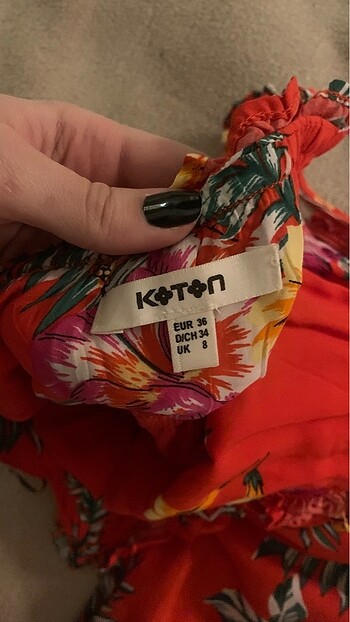 KOTON
EUR 36
D/CH 34
UK 8